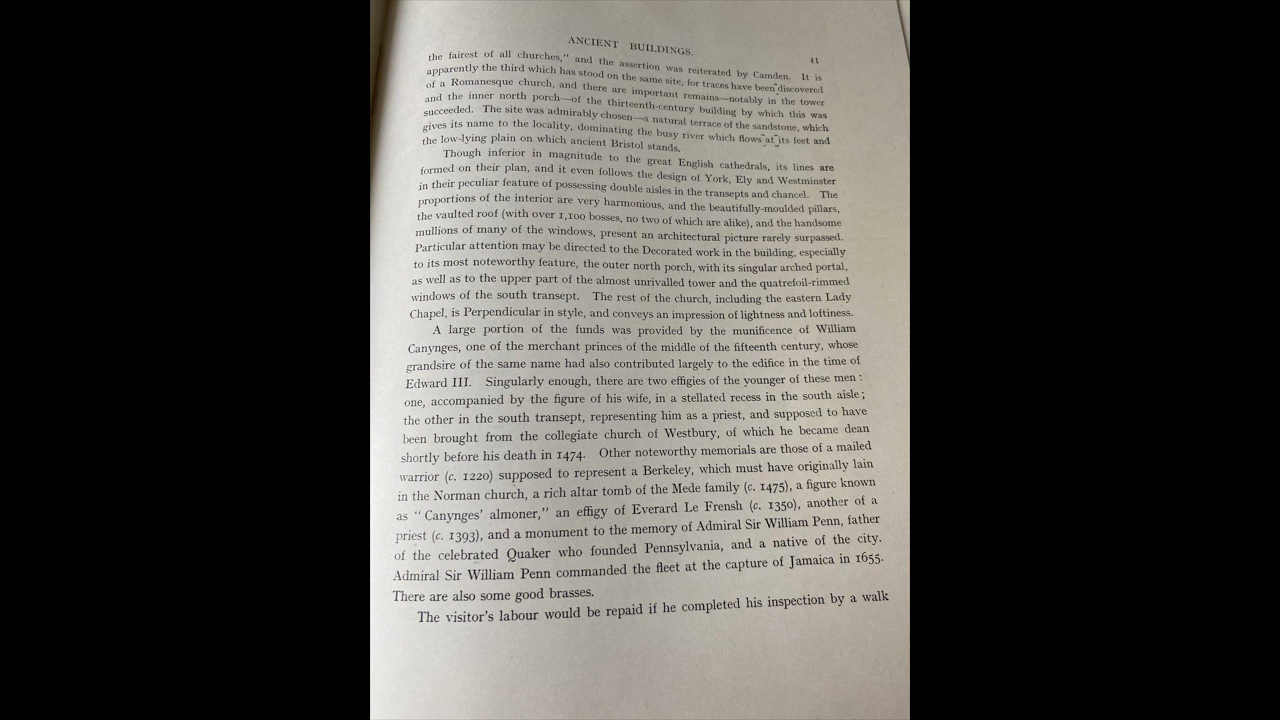 ANCIENT BUILDINGS.
41
the fairest of all churches," and the assertion was reiterated by Camden. It is
apparently the third which has stood on the same site, for traces have been discovered
of a Romanesque church, and there are important remains—notably in the tower
and the inner north porch—of the thirteenth-century building by which this was
succeeded. The site was admirably chosen—a natural terrace of the sandstone, which
gives its name to the locality, dominating the busy river which flows at its feet and
the low-lying plain on which ancient Bristol stands.
Though inferior in magnitude to the great English cathedrals, its lines are
formed on their plan, and it even follows the design of York, Ely and Westminster
in their peculiar feature of possessing double aisles in the transepts and chancel. The
proportions of the interior are very harmonious, and the beautifully-moulded pillars,
the vaulted roof (with over 1,100 bosses, no two of which are alike), and the handsome
mullions of many of the windows, present an architectural picture rarely surpassed.
Particular attention may be directed to the Decorated work in the building, especially
to its most noteworthy feature, the outer north porch, with its singular arched portal,
as well as to the upper part of the almost unrivalled tower and the quatrefoil-rimmed
windows of the south transept. The rest of the church, including the eastern Lady
Chapel, is Perpendicular in style, and conveys an impression of lightness and loftiness.
A large portion of the funds was provided by the munificence of William
Canynges, one of the merchant princes of the middle of the fifteenth century, whose
grandsire of the same name had also contributed largely to the edifice in the time of
Edward III. Singularly enough, there are two effigies of the younger of these men:
one, accompanied by the figure of his wife, in a stellated recess in the south aisle;
the other in the south transept, representing him as a priest, and supposed to have
been brought from the collegiate church of Westbury, of which he became dean
shortly before his death in 1474. Other noteworthy memorials are those of a mailed
warrior (c. 1220) supposed to represent a Berkeley, which must have originally lain
in the Norman church, a rich altar tomb of the Mede family (c. 1475), a figure known
as "Canynges' almoner," an effigy of Everard Le Frensh (c. 1350), another of a
priest (c. 1393), and a monument to the memory of Admiral Sir William Penn, father
of the celebrated Quaker who founded Pennsylvania, and a native of the city.
Admiral Sir William Penn commanded the fleet at the capture of Jamaica in 1655.
There are also some good brasses.
The visitor's labour would be repaid if he completed his inspection by a walk